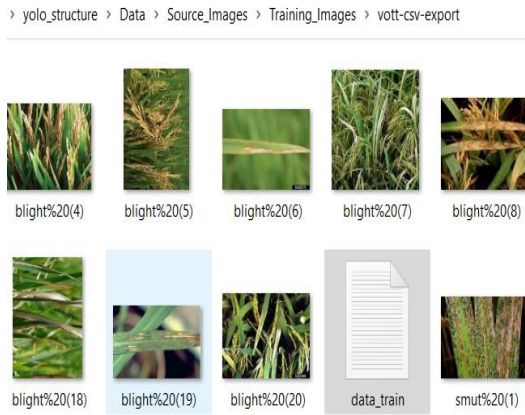 > yolo_structure > Data > Source_Images > Training_Images > vott-csv-export
blight%20(4) blight%20(5) blight%20(6) blight%20(7) blight%20(8)
blight%20(18) blight%20(19) blight%20(20) data_train smut%20(1)